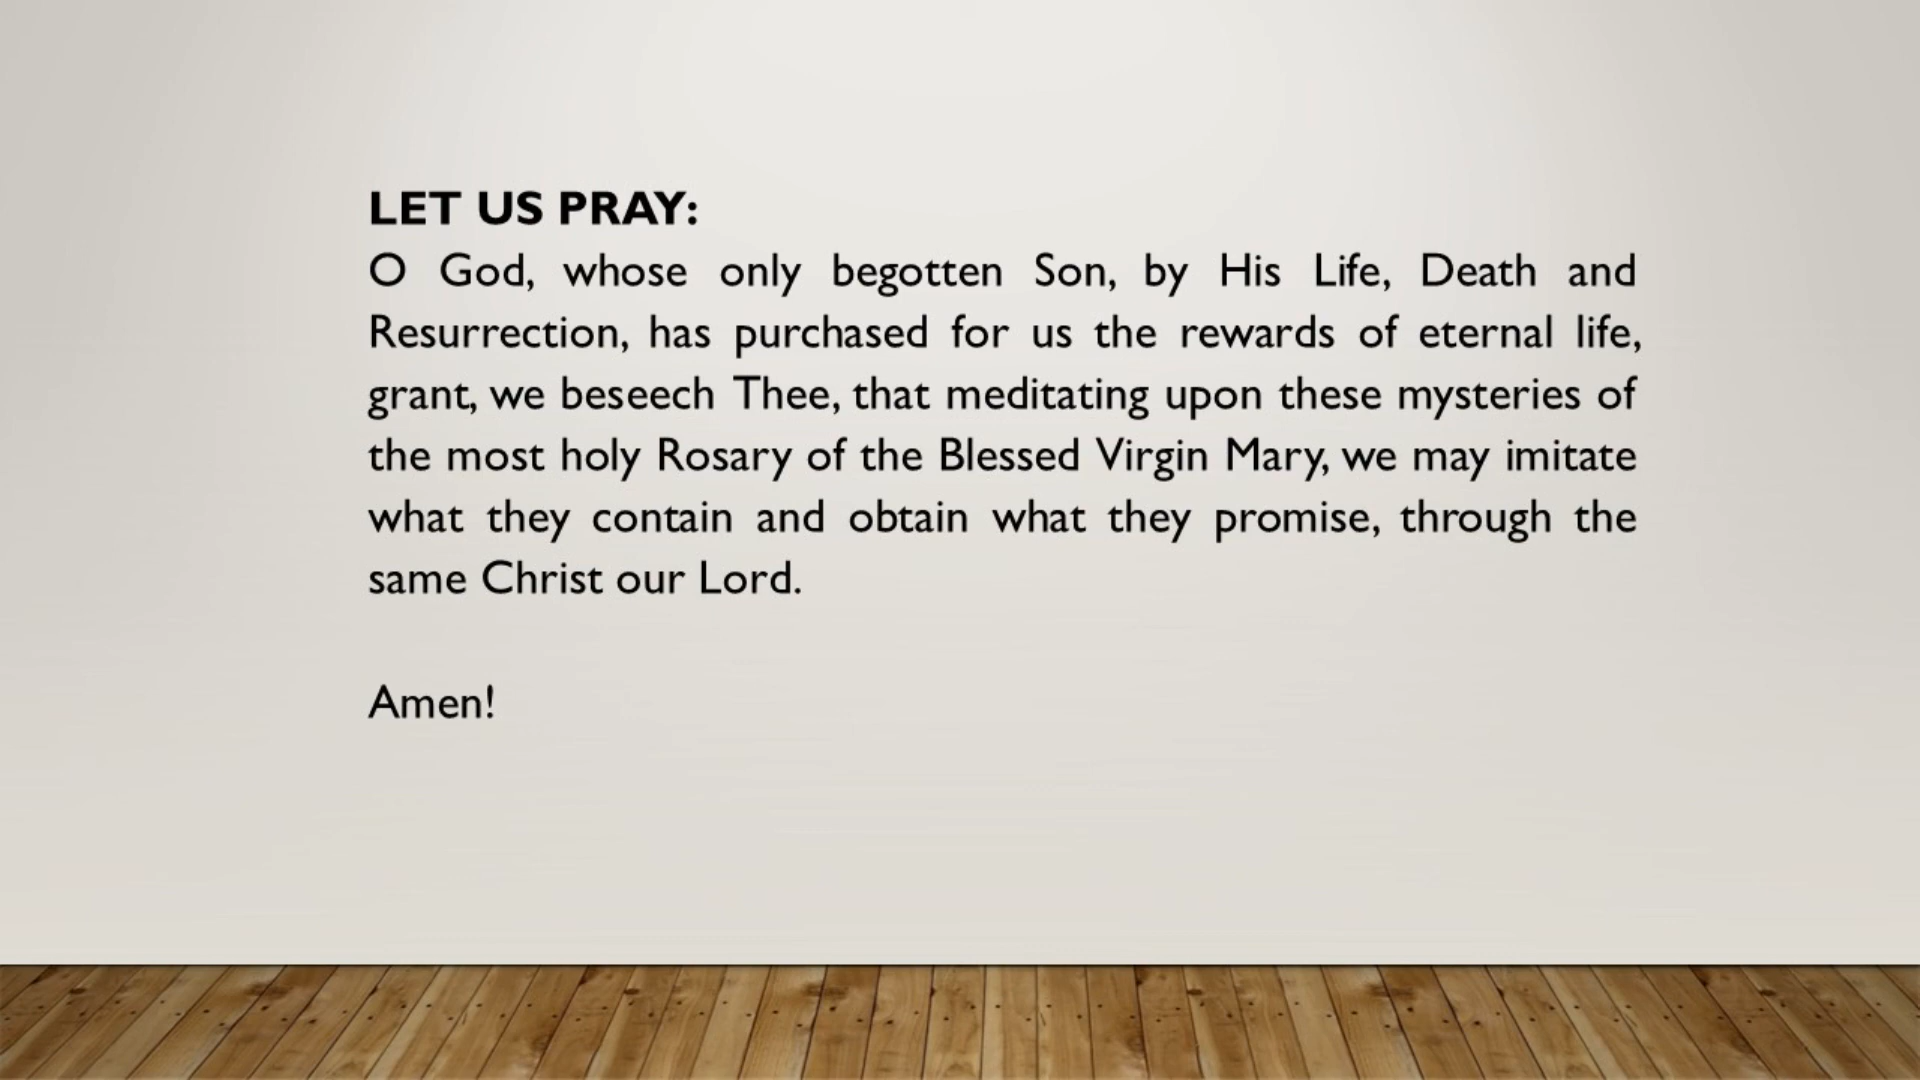 LET US PRAY:
O God, whose only begotten Son, by His Life, Death and
Resurrection, has purchased for us the rewards of eternal life,
grant, we beseech Thee, that meditating upon these mysteries of
the most holy Rosary of the Blessed Virgin Mary, we may imitate
what they contain and obtain what they promise, through the
same Christ our Lord.
Amen!